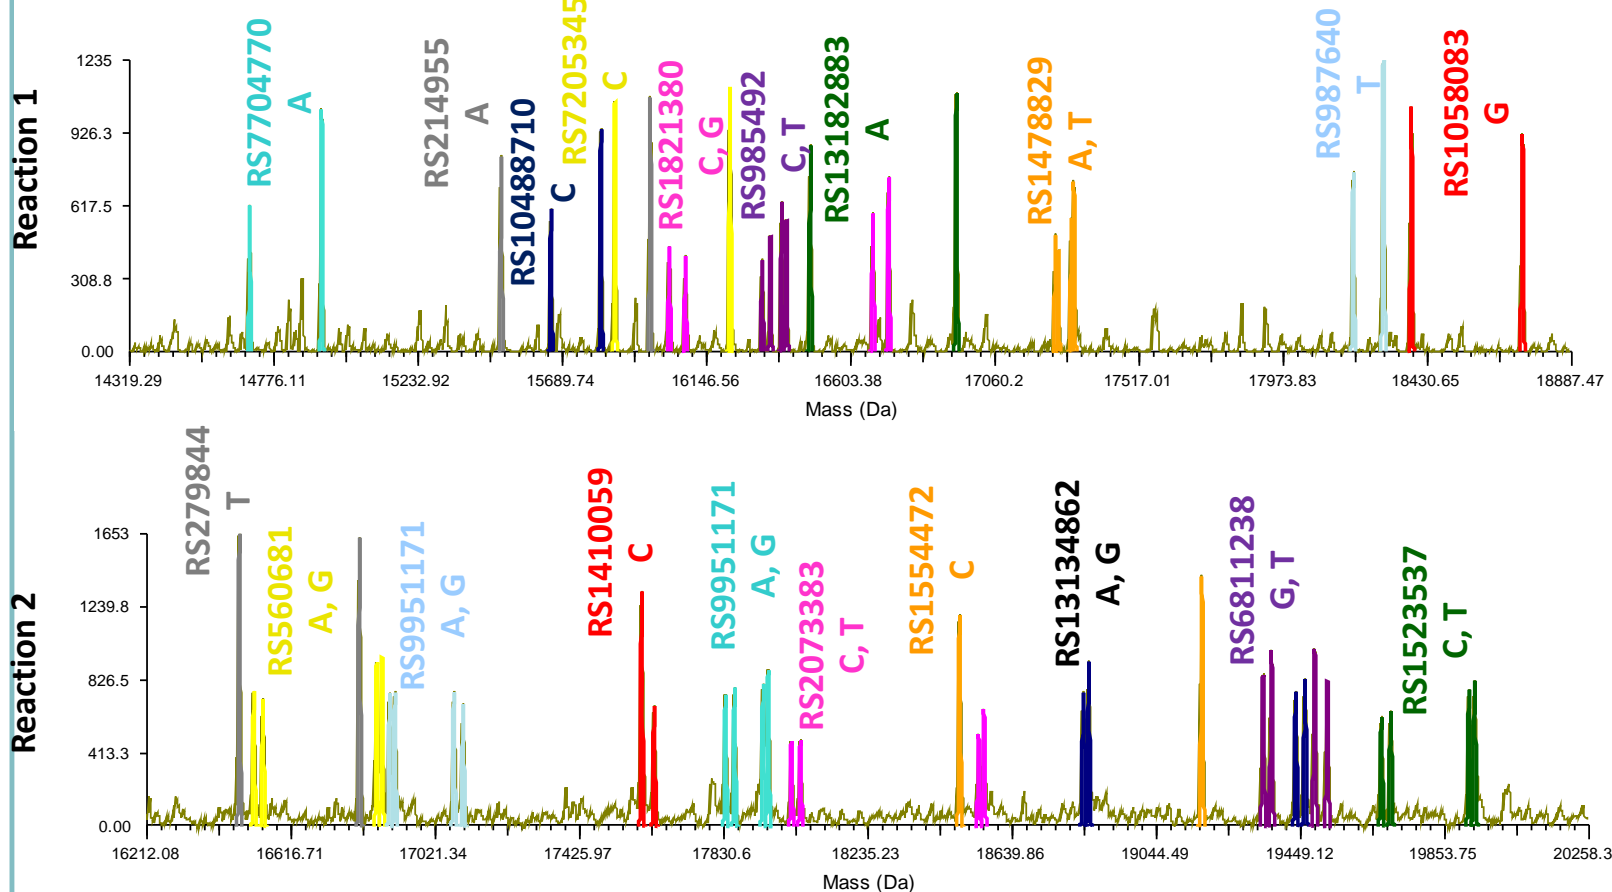 Reaction 1
1235
926.3
617.5
308.8
0.00
RS7704770
A
RS214955
A
RS10488710
C
RS7205345
C
RS1821380
C, G
RS985492
C, T
RS13182883
A
RS1478829
A, T
RS987640
T
RS1058083
G
14319.29 14776.11 15232.92 15689.74 16146.56 16603.38 17060.2 17517.01 17973.83 18430.65 18887.47
Mass (Da)
Reaction 2
1653
1239.8
826.5
413.3
0.00
RS279844
T
RS560681
A, G
RS9951171
A, G
RS1410059
C
RS9951171
A, G
RS2073383
C, T
RS1554472
C
RS13134862
A, G
RS6811238
G, T
RS1523537
C, T
16212.08 16616.71 17021.34 17425.97 17830.6 18235.23 18639.86 19044.49 19449.12 19853.75 20258.3
Mass (Da)